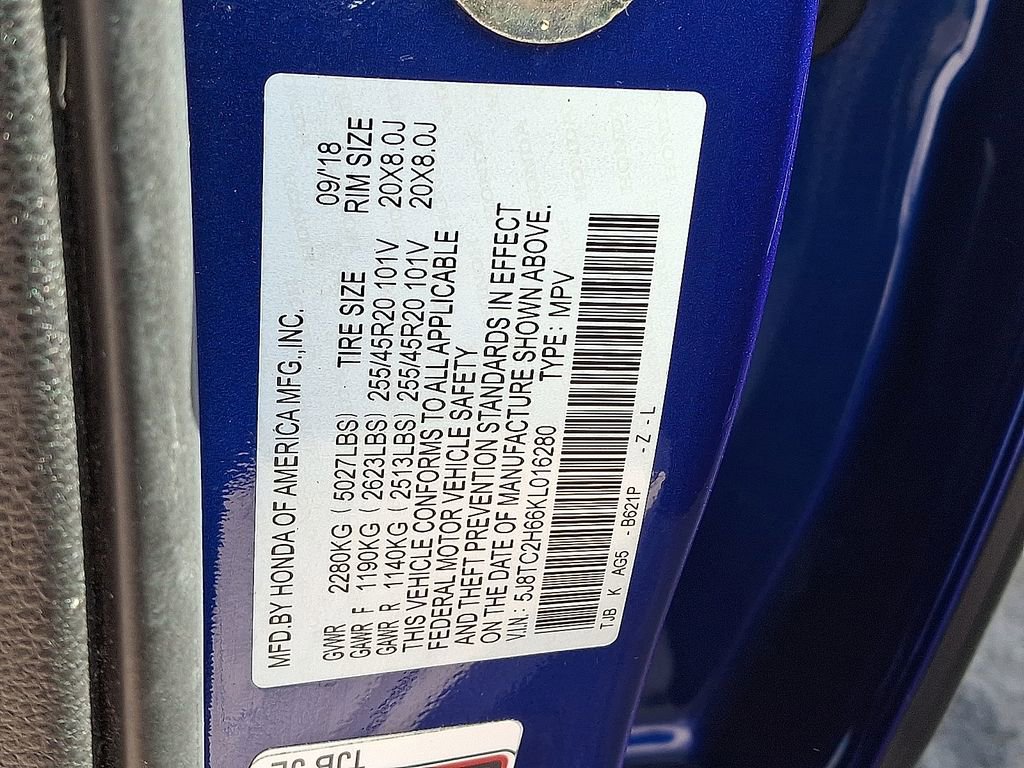 MFD.BY HONDA OF AMERICA MFG.,INC. 09/'18
GVWR 2280KG ( 5027LBS) TIRE SIZE RIM SIZE
GAWR F 1190KG ( 2623LBS) 255/45R20 101V 20X8.0J
GAWR R 1140KG ( 2513LBS) 255/45R20 101V 20X8.0J
THIS VEHICLE CONFORMS TO ALL APPLICABLE
FEDERAL MOTOR VEHICLE SAFETY
AND THEFT PREVENTION STANDARDS IN EFFECT
ON THE DATE OF MANUFACTURE SHOWN ABOVE.
V.I.N.: 5J8TC2H66KL016280 TYPE: MPV
TJB K AG5 -B621P -Z -L